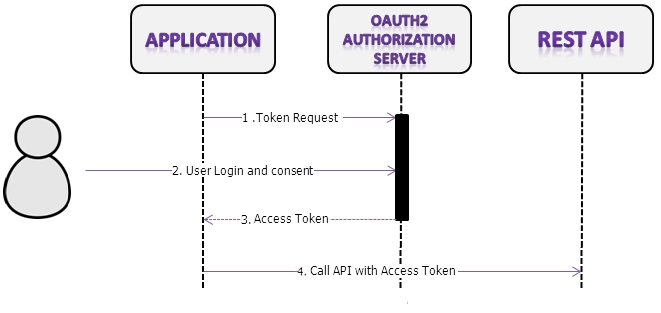 APPLICATION
OAUTH2
AUTHORIZATION
SERVER
REST API
1 .Token Request
2. User Login and consent
3. Access Token
4. Call API with Access Token